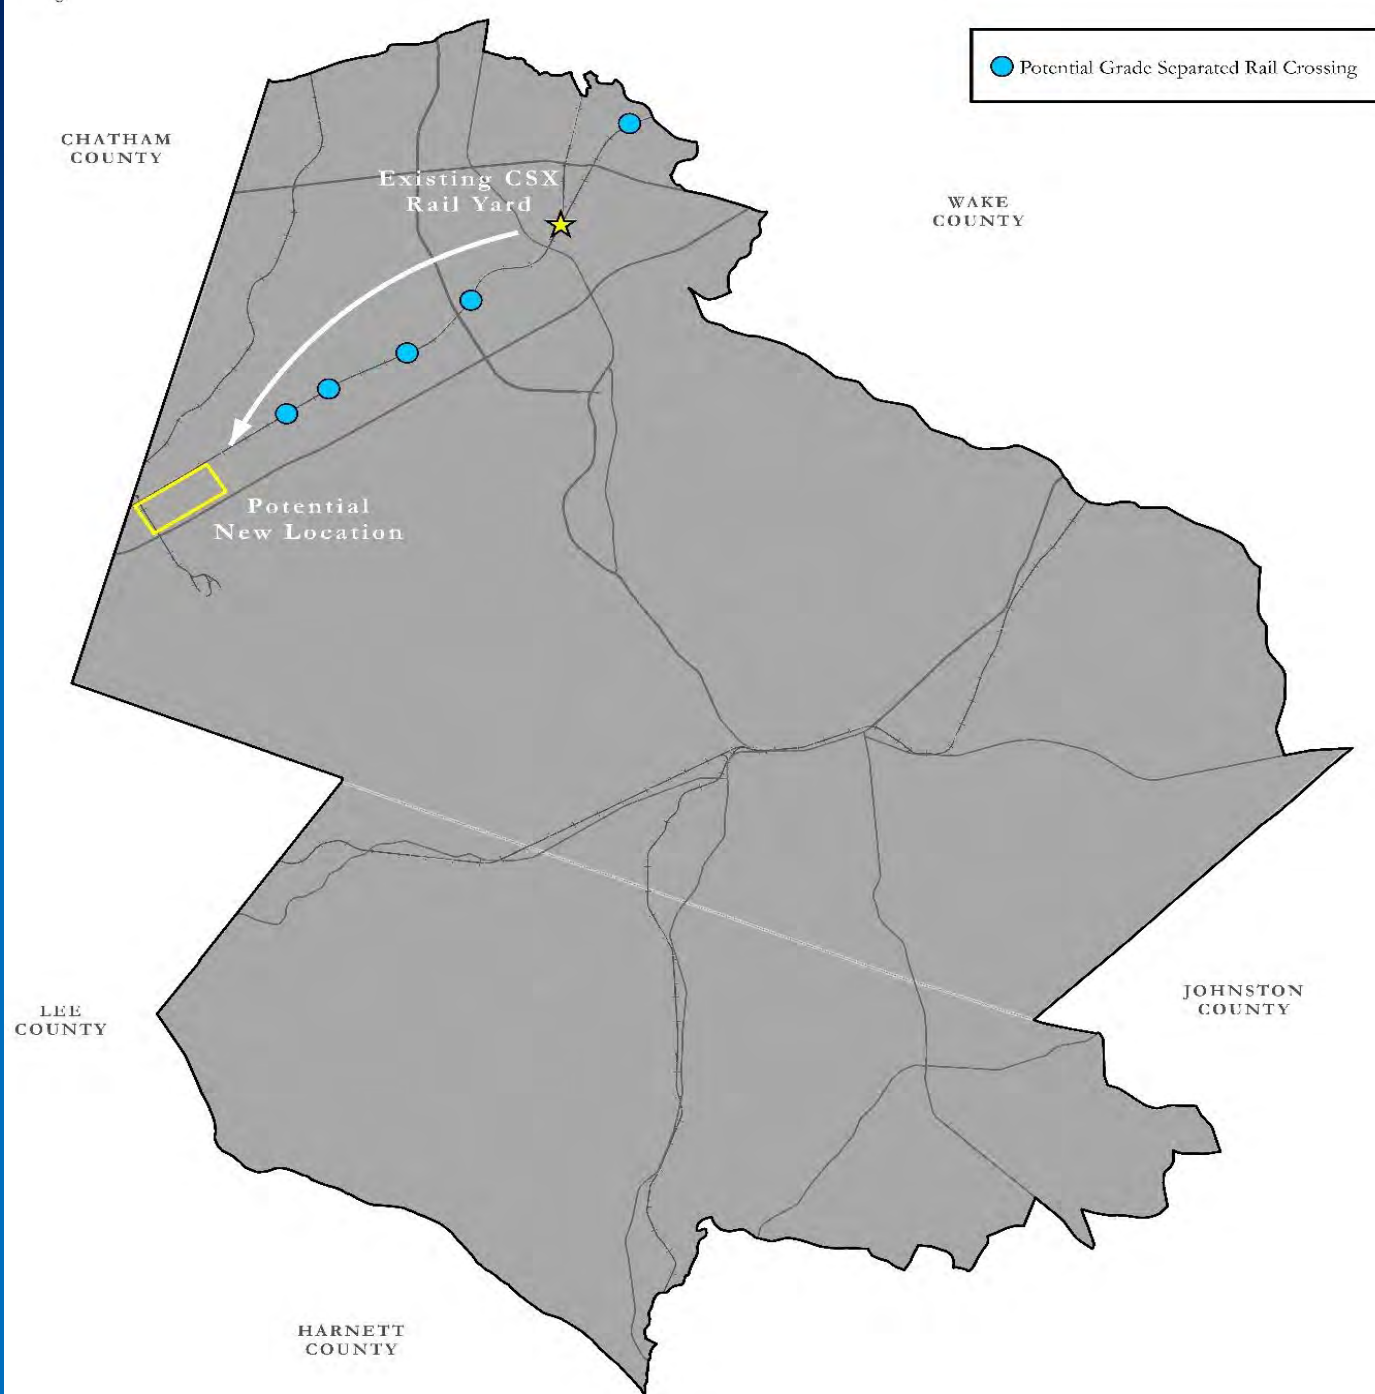 Potential Grade Separated Rail Crossing
CHATHAM
COUNTY
Existing CSX
Rail Yard
WAKE
COUNTY
Potential
New Location
LEE
COUNTY
JOHNSTON
COUNTY
HARNETT
COUNTY